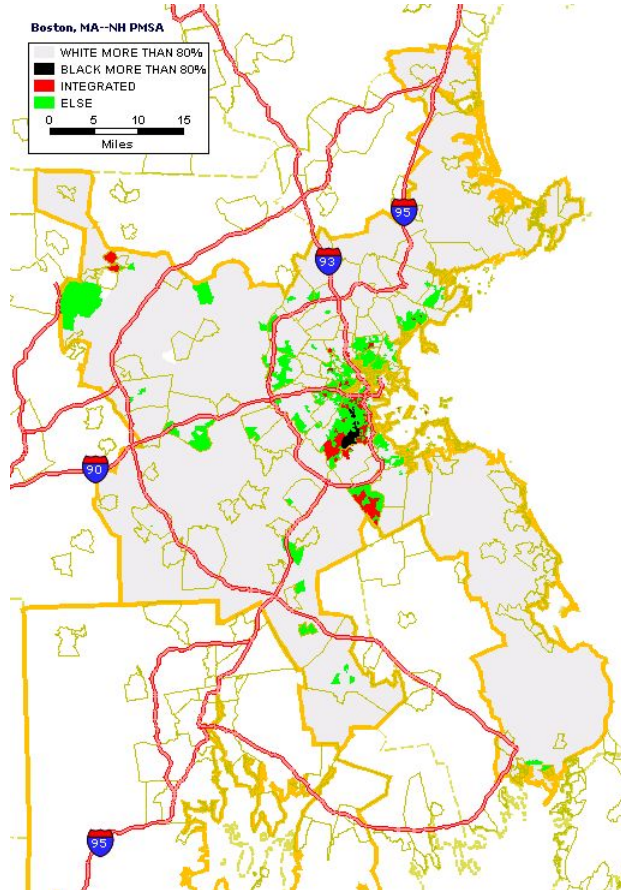 Boston, MA--NH PMSA
WHITE MORE THAN 80%
BLACK MORE THAN 80%
INTEGRATED
ELSE
0 5 10 15
Miles
95
93
90
95